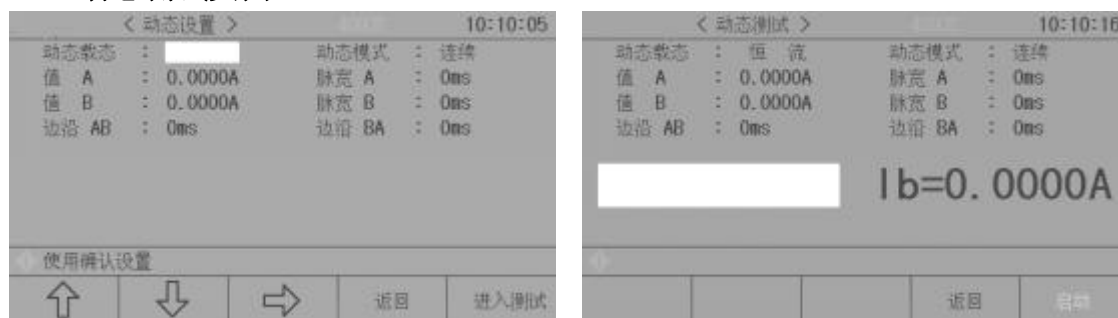 < 动态设置 > 10:10:05
动态载态 : 动态模式 : 连续
值 A : 0.0000A 脉宽 A : 0ms
值 B : 0.0000A 脉宽 B : 0ms
边沿 AB : 0ms 边沿 BA : 0ms
使用确认设置
返回 进入测试
< 动态测试 > 10:10:16
动态载态 : 恒 流 动态模式 : 连续
值 A : 0.0000A 脉宽 A : 0ms
值 B : 0.0000A 脉宽 B : 0ms
边沿 AB : 0ms 边沿 BA : 0ms
Ib=0.0000A
返回 启动